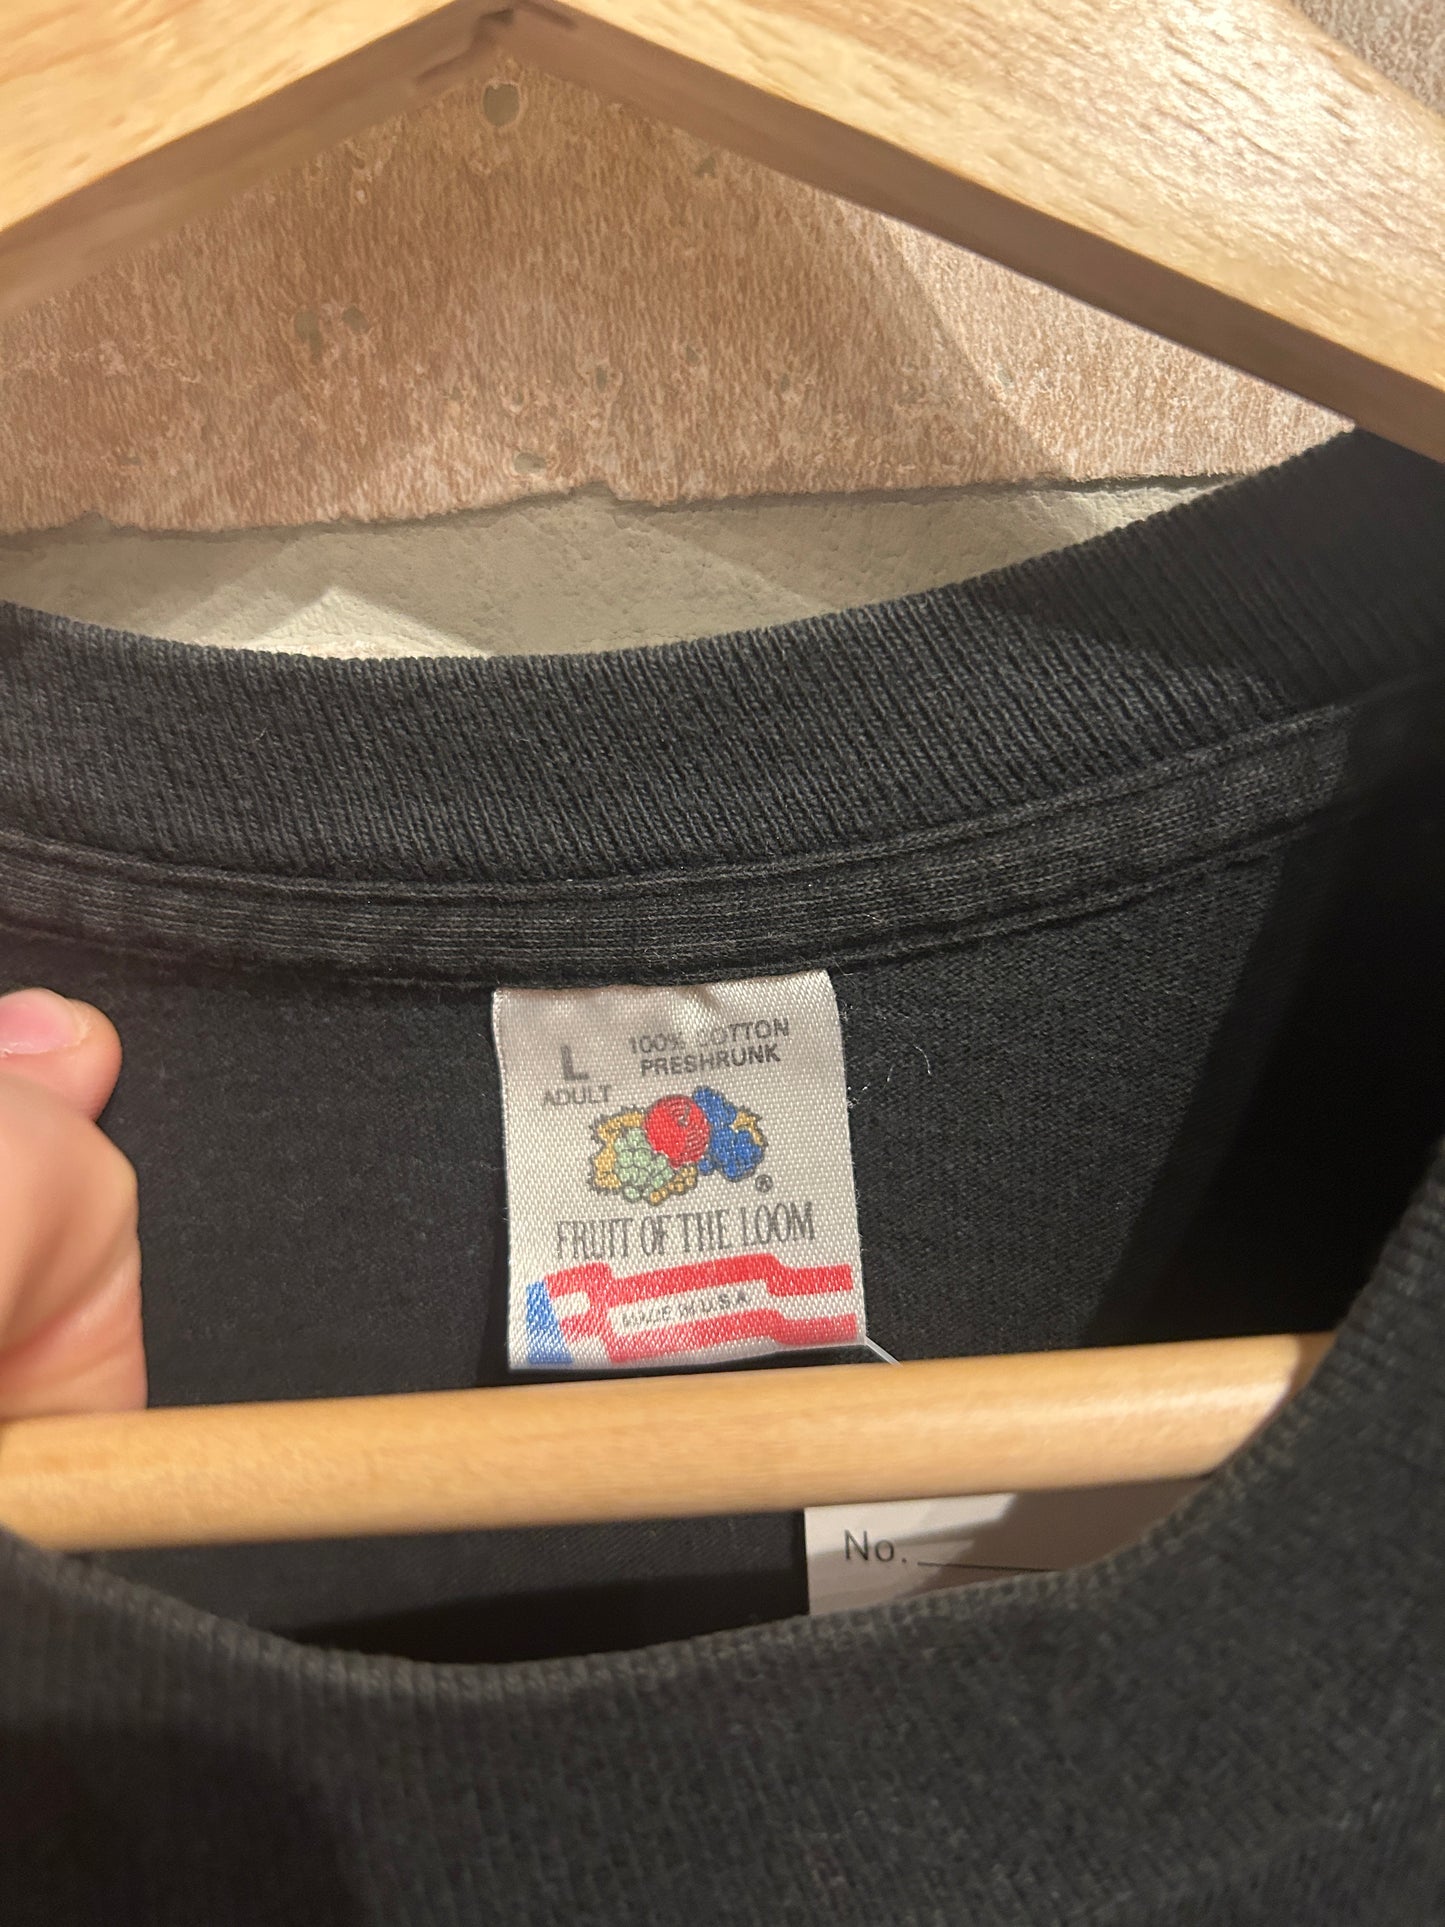 100% COTTON
PRESHRUNK
L
ADULT
®
FRUIT OF THE LOOM
MADE IN U.S.A
No.